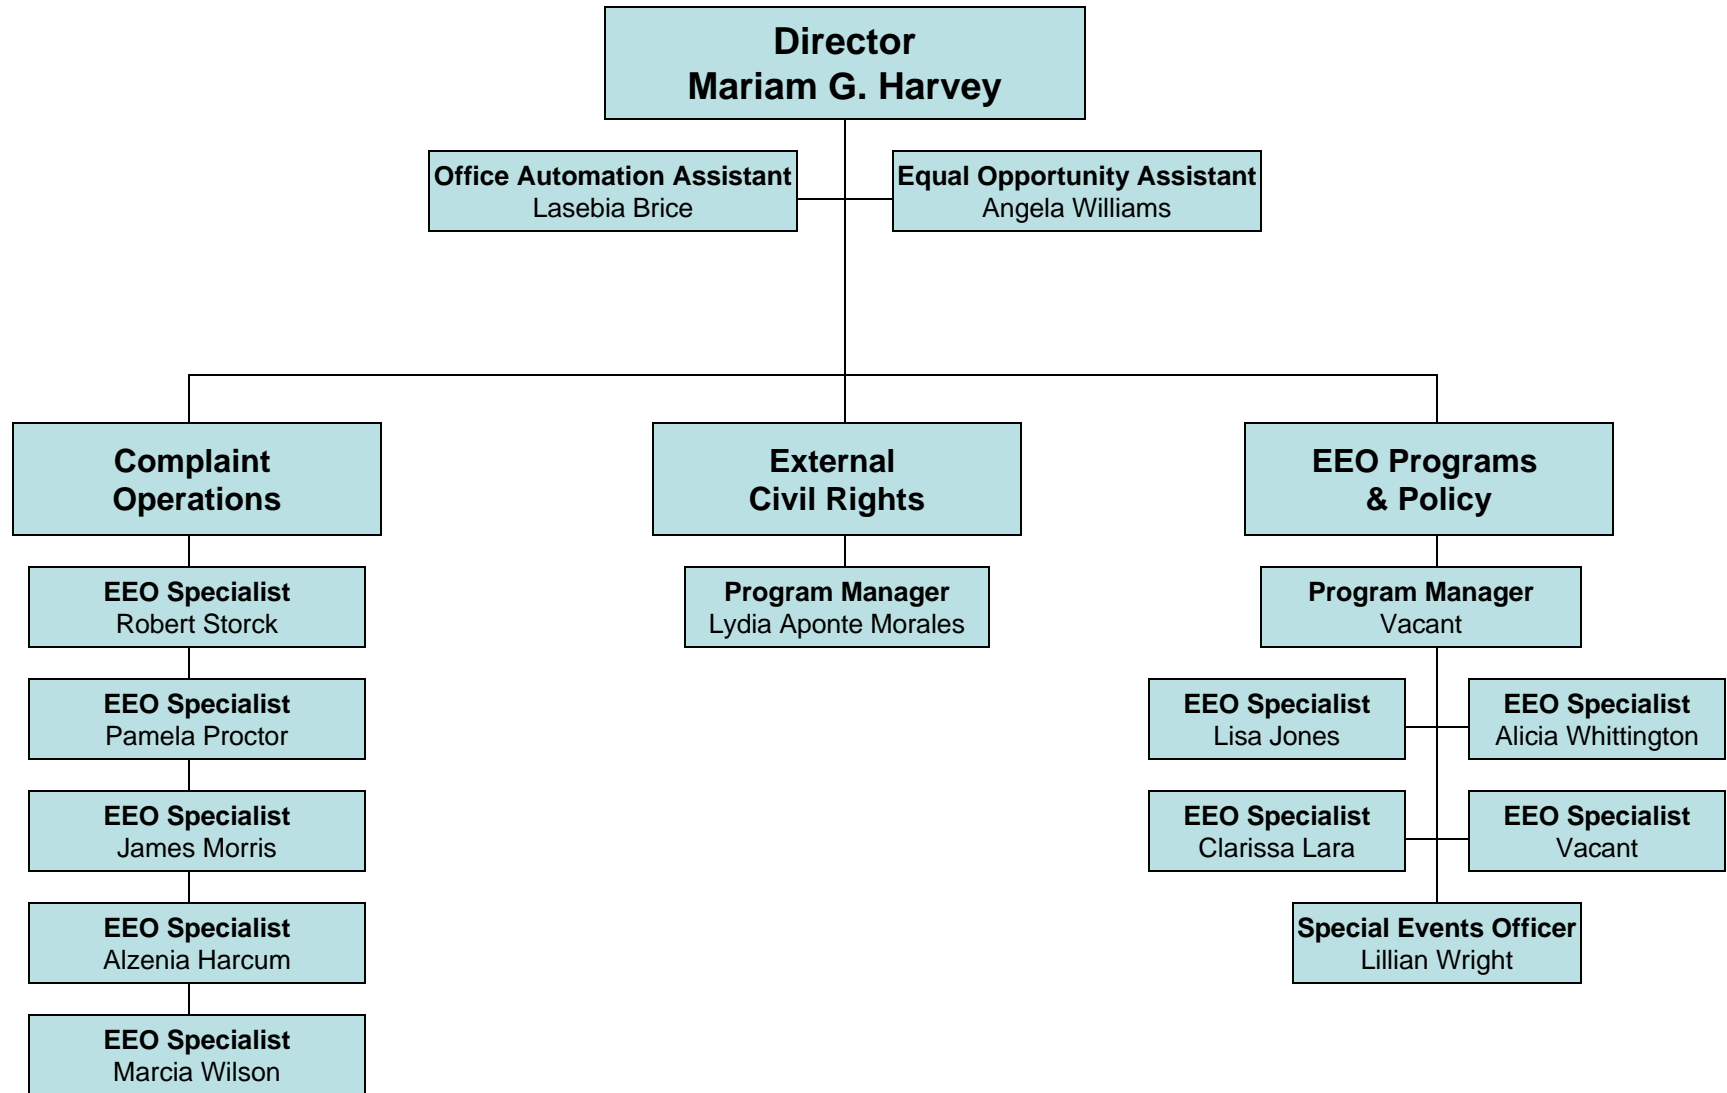 Director
Mariam G. Harvey
Office Automation Assistant
Lasebia Brice
Equal Opportunity Assistant
Angela Williams
Complaint
Operations
External
Civil Rights
EEO Programs
& Policy
EEO Specialist
Robert Storck
EEO Specialist
Pamela Proctor
EEO Specialist
James Morris
EEO Specialist
Alzenia Harcum
EEO Specialist
Marcia Wilson
Program Manager
Lydia Aponte Morales
Program Manager
Vacant
EEO Specialist
Lisa Jones
EEO Specialist
Alicia Whittington
EEO Specialist
Clarissa Lara
EEO Specialist
Vacant
Special Events Officer
Lillian Wright